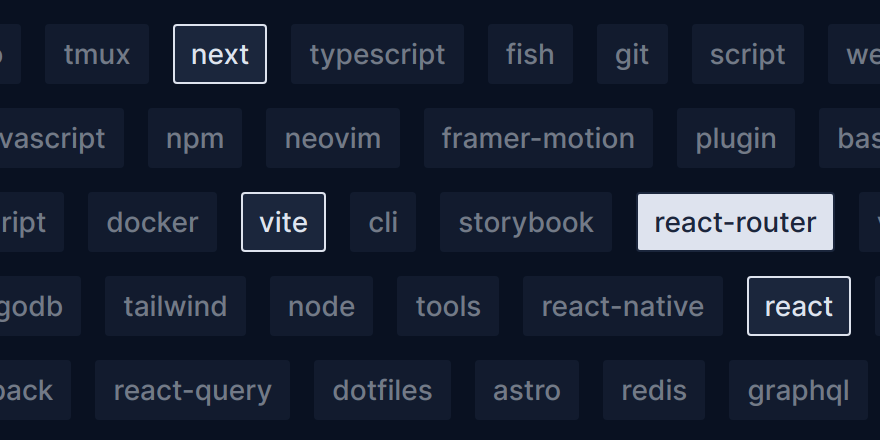 tmux next typescript fish git script we
vascript npm neovim framer-motion plugin bas
ript docker vite cli storybook react-router
godb tailwind node tools react-native react
back react-query dotfiles astro redis graphql